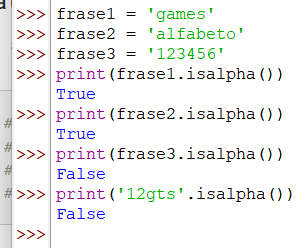 >>> frase1 = 'games'
>>> frase2 = 'alfabeto'
>>> frase3 = '123456'
>>> print(frase1.isalpha())
True
>>> print(frase2.isalpha())
True
>>> print(frase3.isalpha())
False
>>> print('12gts'.isalpha())
False
>>>